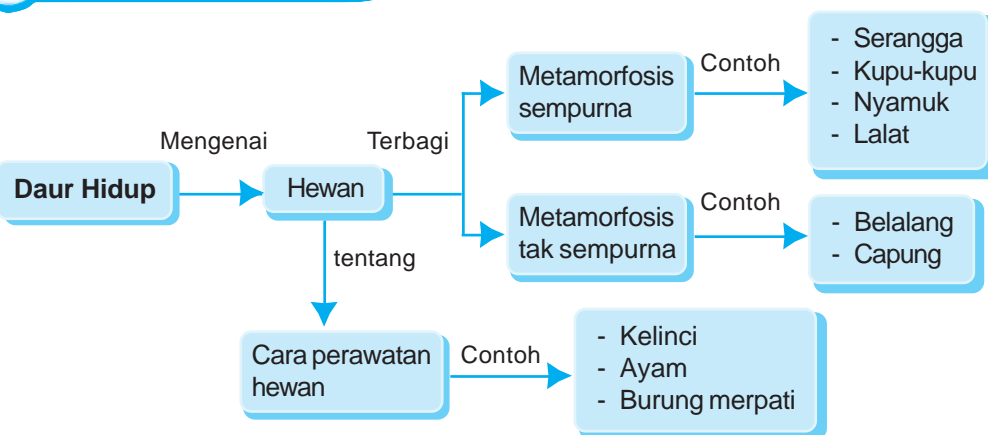 Daur Hidup
Mengenai
Hewan
Terbagi
Metamorfosis
sempurna
Contoh
- Serangga
- Kupu-kupu
- Nyamuk
- Lalat
Metamorfosis
tak sempurna
Contoh
- Belalang
- Capung
tentang
Cara perawatan
hewan
Contoh
- Kelinci
- Ayam
- Burung merpati